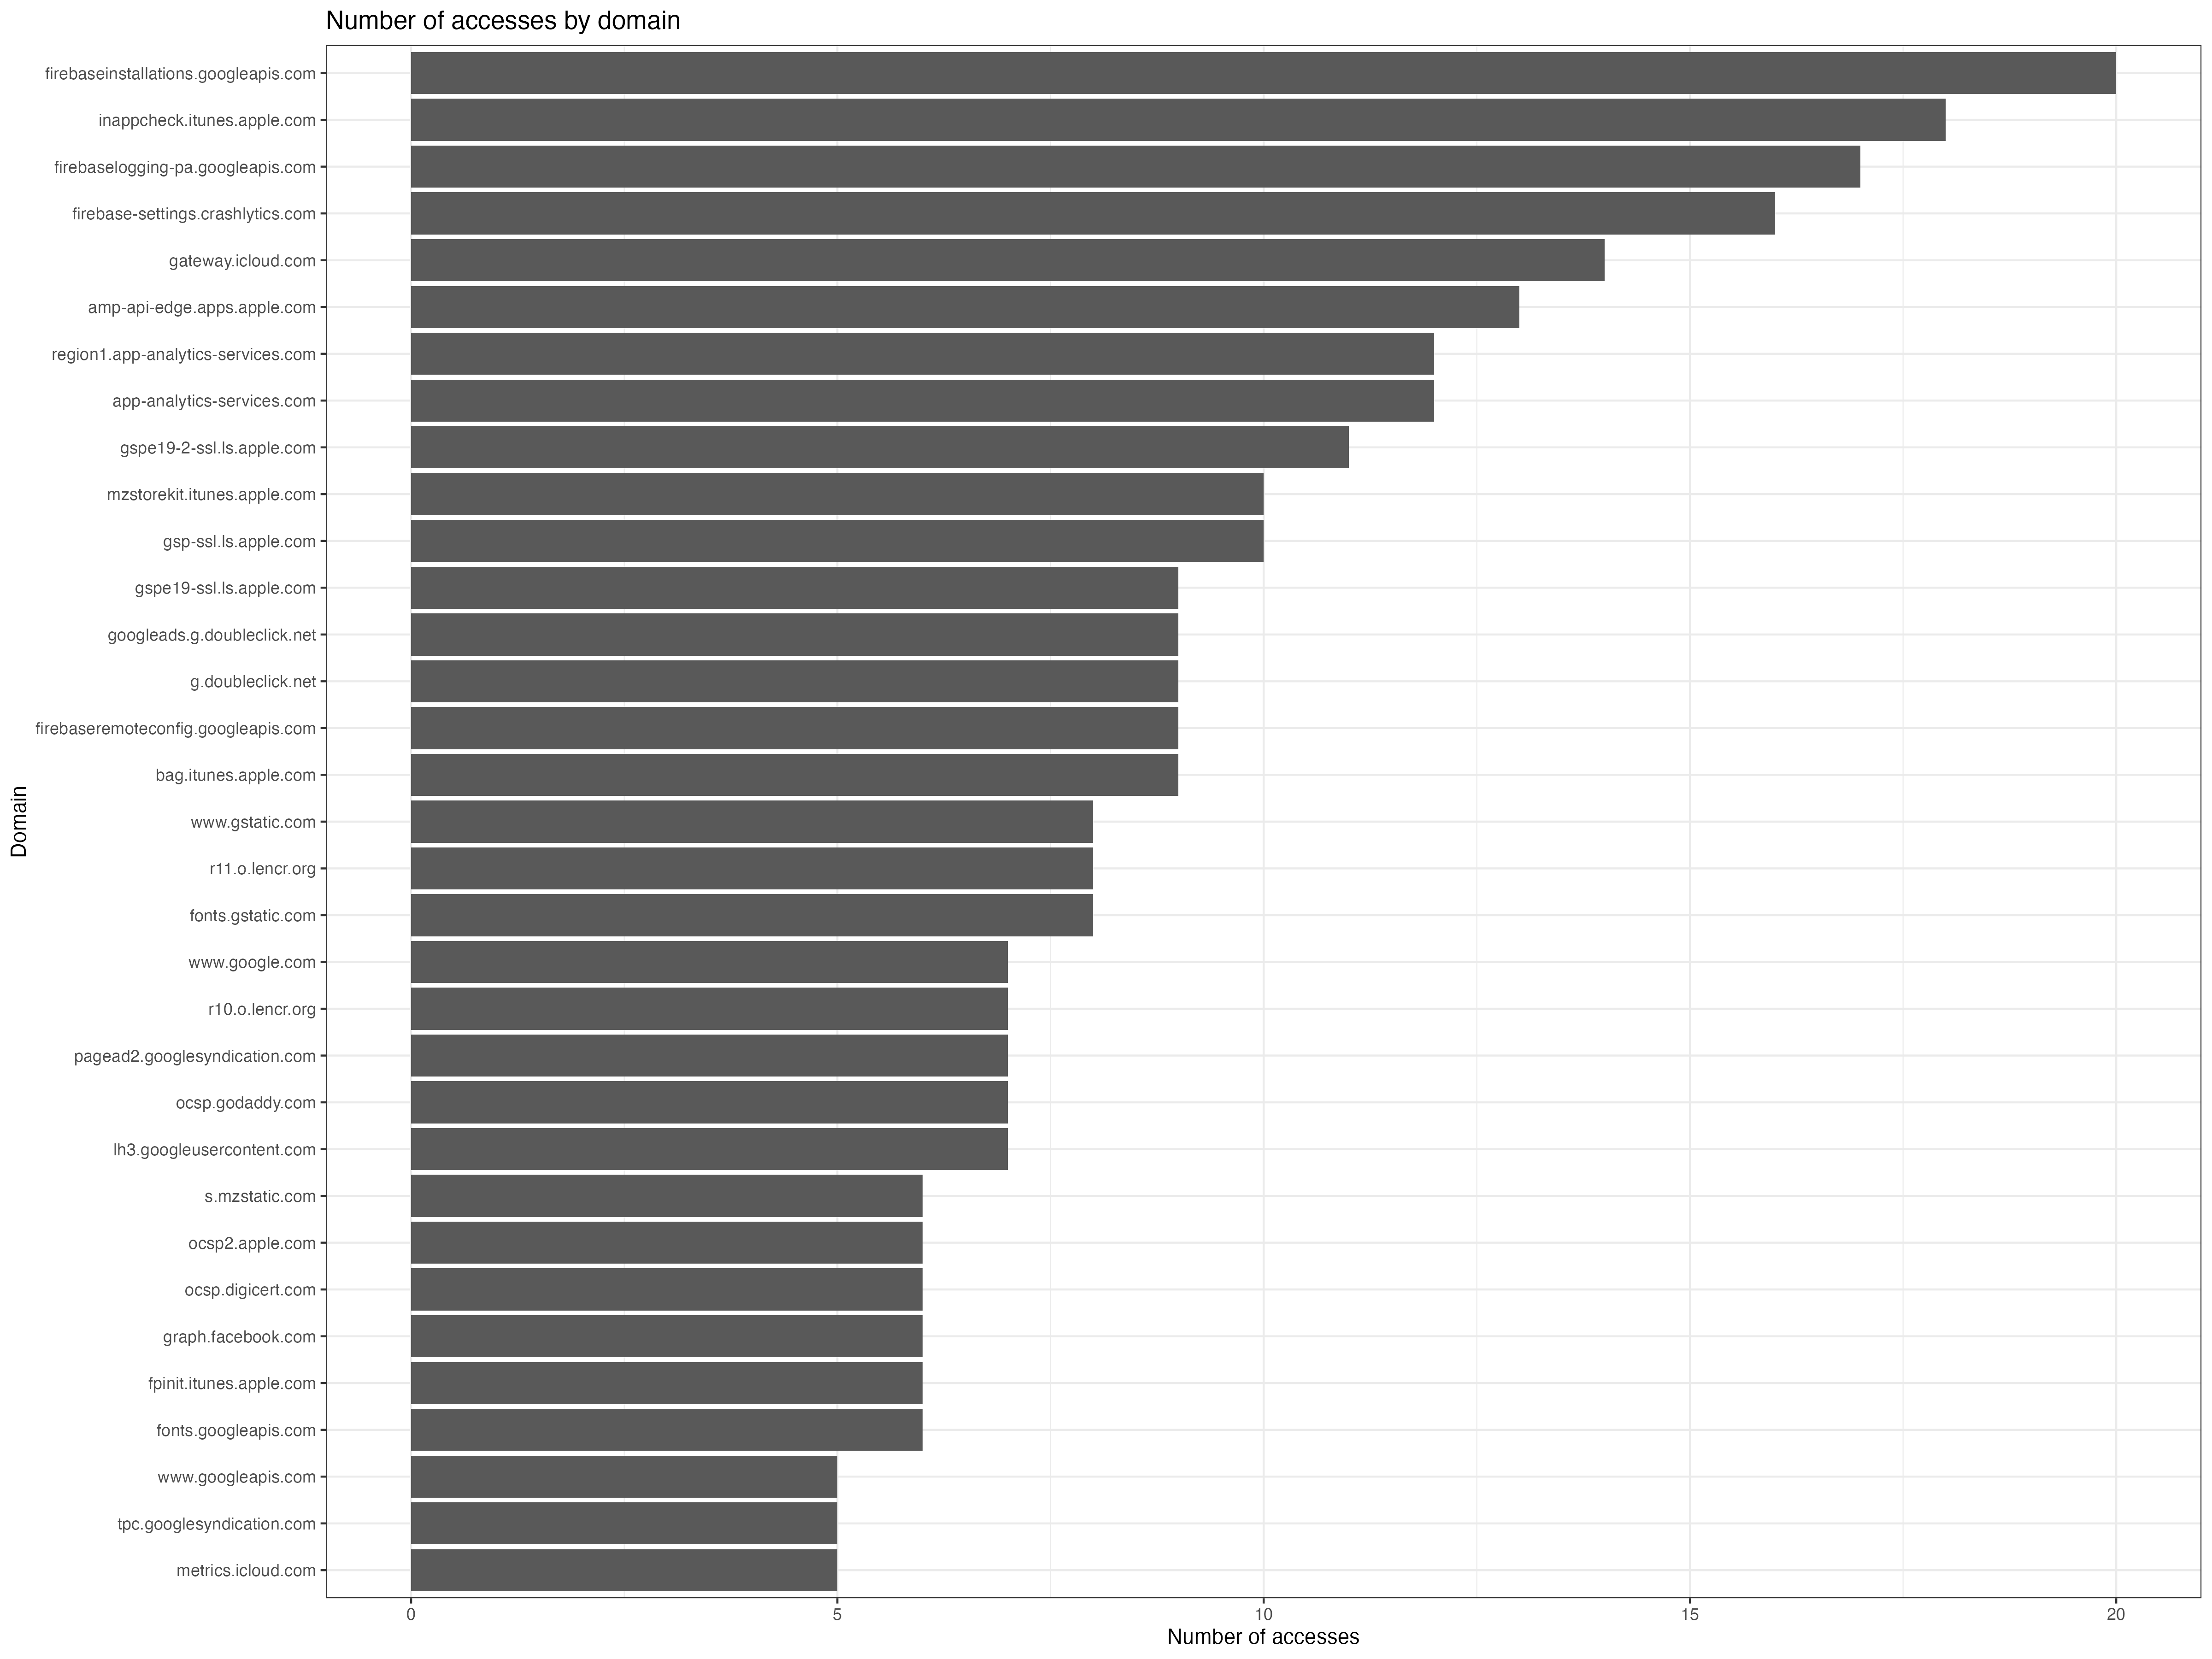 Number of accesses by domain
firebaseinstallations.googleapis.com
inappcheck.itunes.apple.com
firebaselogging-pa.googleapis.com
firebase-settings.crashlytics.com
gateway.icloud.com
amp-api-edge.apps.apple.com
region1.app-analytics-services.com
app-analytics-services.com
gspe19-2-ssl.ls.apple.com
mzstorekit.itunes.apple.com
gsp-ssl.ls.apple.com
gspe19-ssl.ls.apple.com
googleads.g.doubleclick.net
g.doubleclick.net
firebaseremoteconfig.googleapis.com
bag.itunes.apple.com
www.gstatic.com
r11.o.lencr.org
fonts.gstatic.com
www.google.com
r10.o.lencr.org
pagead2.googlesyndication.com
ocsp.godaddy.com
lh3.googleusercontent.com
s.mzstatic.com
ocsp2.apple.com
ocsp.digicert.com
graph.facebook.com
fpinit.itunes.apple.com
fonts.googleapis.com
www.googleapis.com
tpc.googlesyndication.com
metrics.icloud.com
Domain
0 5 10 15 20
Number of accesses